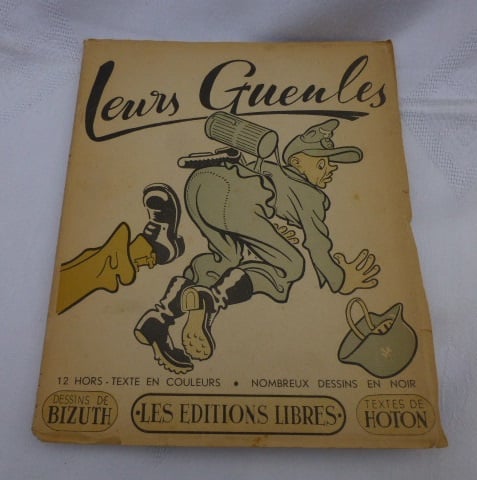 Leurs Gueules
12 HORS-TEXTE EN COULEURS • NOMBREUX DESSINS EN NOIR
DESSINS DE
BIZUTH
·LES EDITIONS LIBRES·
TEXTES DE
HOTON